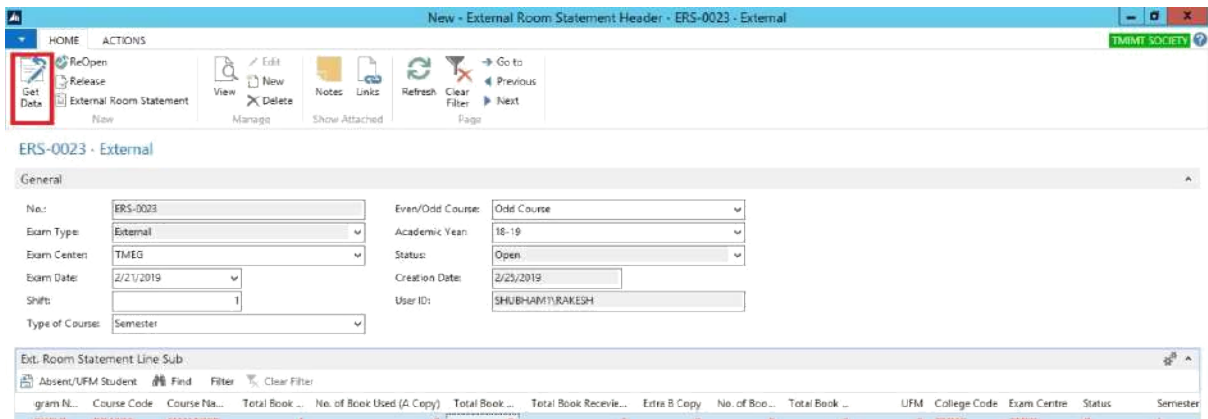 New - External Room Statement Header - ERS-0023 - External
HOME ACTIONS
TMIMT SOCIETY
Get Data
ReOpen
Release
External Room Statement
New
View
Edit
New
Delete
Manage
Notes
Links
Show Attached
Refresh
Clear Filter
Go to
Previous
Next
Page
ERS-0023 - External
General
No.: ERS-0023
Even/Odd Course: Odd Course
Exam Type: External
Academic Year: 18-19
Exam Center: TMEG
Status: Open
Exam Date: 2/21/2019
Creation Date: 2/25/2019
Shift: 1
User ID: SHUBHAM1\RAKESH
Type of Course: Semester
Ext. Room Statement Line Sub
Absent/UFM Student Find Filter Clear Filter
gram N... Course Code Course Na... Total Book ... No. of Book Used (A Copy) Total Book ... Total Book Recevie... Extra B Copy No. of Boo... Total Book ... UFM College Code Exam Centre Status Semester